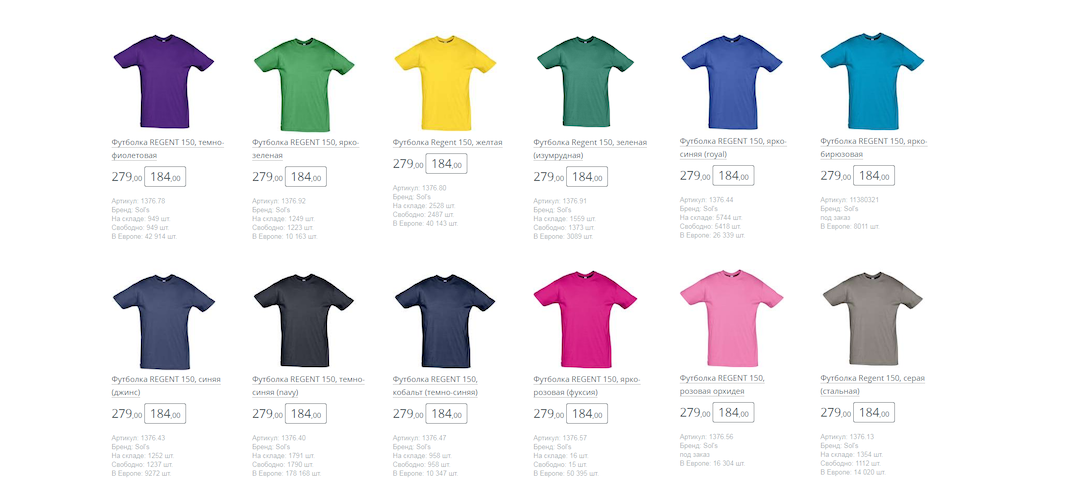 Футболка REGENT 150, темно-
фиолетовая
279,00 184,00
Артикул: 1376.78
Бренд: Sol's
На складе: 949 шт.
Свободно: 949 шт.
В Европе: 42 914 шт.
Футболка REGENT 150, ярко-
зеленая
279,00 184,00
Артикул: 1376.92
Бренд: Sol's
На складе: 1249 шт.
Свободно: 1223 шт.
В Европе: 10 163 шт.
Футболка Regent 150, желтая
279,00 184,00
Артикул: 1376.80
Бренд: Sol's
На складе: 2528 шт.
Свободно: 2487 шт.
В Европе: 40 143 шт.
Футболка Regent 150, зеленая
(изумрудная)
279,00 184,00
Артикул: 1376.91
Бренд: Sol's
На складе: 1559 шт.
Свободно: 1373 шт.
В Европе: 3089 шт.
Футболка REGENT 150, ярко-
синяя (royal)
279,00 184,00
Артикул: 1376.44
Бренд: Sol's
На складе: 5744 шт.
Свободно: 5418 шт.
В Европе: 26 339 шт.
Футболка REGENT 150, ярко-
бирюзовая
279,00 184,00
Артикул: 11380321
Бренд: Sol's
под заказ
В Европе: 8011 шт.
Футболка REGENT 150, синяя
(джинс)
279,00 184,00
Артикул: 1376.43
Бренд: Sol's
На складе: 1252 шт.
Свободно: 1237 шт.
В Европе: 9272 шт.
Футболка REGENT 150, темно-
синяя (navy)
279,00 184,00
Артикул: 1376.40
Бренд: Sol's
На складе: 1791 шт.
Свободно: 1790 шт.
В Европе: 178 168 шт.
Футболка REGENT 150,
кобальт (темно-синяя)
279,00 184,00
Артикул: 1376.47
Бренд: Sol's
На складе: 958 шт.
Свободно: 958 шт.
В Европе: 10 347 шт.
Футболка REGENT 150, ярко-
розовая (фуксия)
279,00 184,00
Артикул: 1376.57
Бренд: Sol's
На складе: 16 шт.
Свободно: 15 шт.
В Европе: 50 395 шт.
Футболка REGENT 150,
розовая орхидея
279,00 184,00
Артикул: 1376.56
Бренд: Sol's
под заказ
В Европе: 16 304 шт.
Футболка Regent 150, серая
(стальная)
279,00 184,00
Артикул: 1376.13
Бренд: Sol's
На складе: 1354 шт.
Свободно: 1112 шт.
В Европе: 14 020 шт.